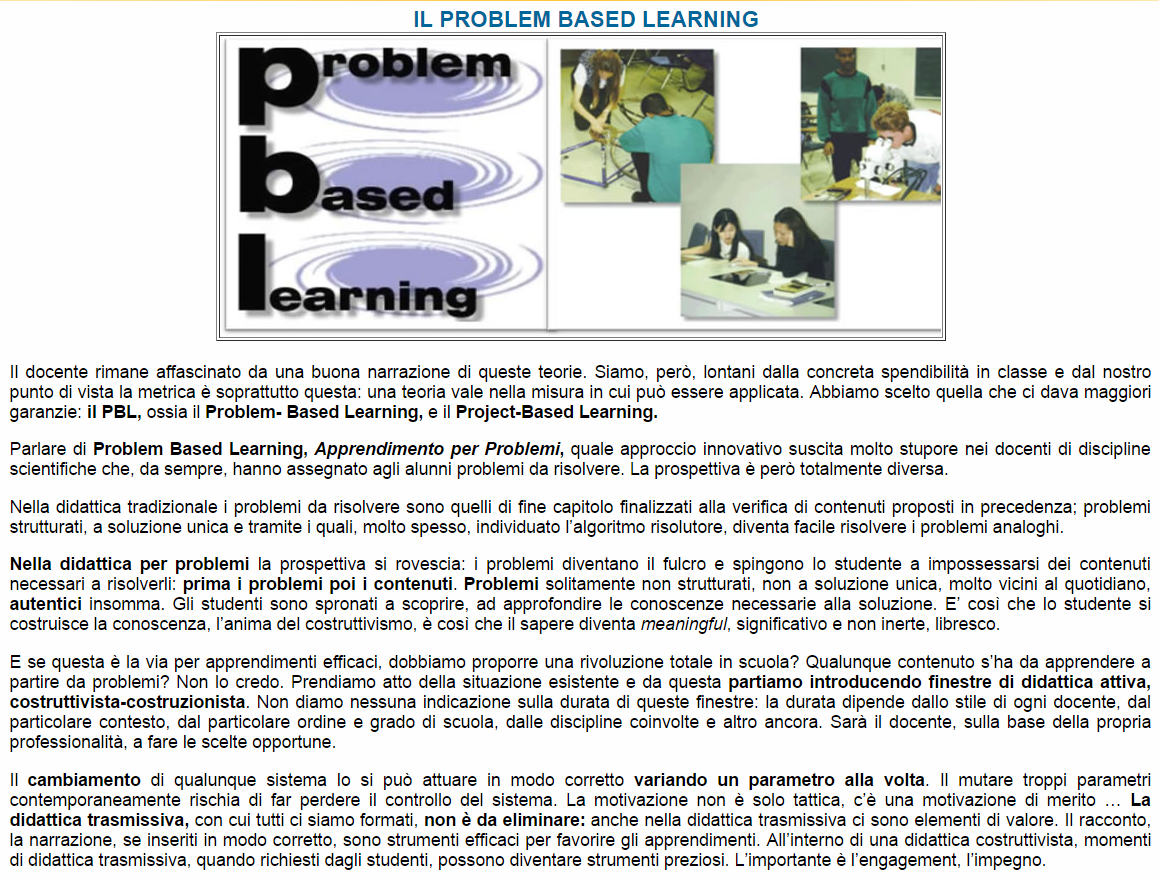 IL PROBLEM BASED LEARNING
problem
based
learning
Il docente rimane affascinato da una buona narrazione di queste teorie. Siamo, però, lontani dalla concreta spendibilità in classe e dal nostro
punto di vista la metrica è soprattutto questa: una teoria vale nella misura in cui può essere applicata. Abbiamo scelto quella che ci dava maggiori
garanzie: il PBL, ossia il Problem- Based Learning, e il Project-Based Learning.
Parlare di Problem Based Learning, Apprendimento per Problemi, quale approccio innovativo suscita molto stupore nei docenti di discipline
scientifiche che, da sempre, hanno assegnato agli alunni problemi da risolvere. La prospettiva è però totalmente diversa.
Nella didattica tradizionale i problemi da risolvere sono quelli di fine capitolo finalizzati alla verifica di contenuti proposti in precedenza; problemi
strutturati, a soluzione unica e tramite i quali, molto spesso, individuato l'algoritmo risolutore, diventa facile risolvere i problemi analoghi.
Nella didattica per problemi la prospettiva si rovescia: i problemi diventano il fulcro e spingono lo studente a impossessarsi dei contenuti
necessari a risolverli: prima i problemi poi i contenuti. Problemi solitamente non strutturati, non a soluzione unica, molto vicini al quotidiano,
autentici insomma. Gli studenti sono spronati a scoprire, ad approfondire le conoscenze necessarie alla soluzione. E' così che lo studente si
costruisce la conoscenza, l'anima del costruttivismo, è così che il sapere diventa meaningful, significativo e non inerte, libresco.
E se questa è la via per apprendimenti efficaci, dobbiamo proporre una rivoluzione totale in scuola? Qualunque contenuto s'ha da apprendere a
partire da problemi? Non lo credo. Prendiamo atto della situazione esistente e da questa partiamo introducendo finestre di didattica attiva,
costruttivista-costruzionista. Non diamo nessuna indicazione sulla durata di queste finestre: la durata dipende dallo stile di ogni docente, dal
particolare contesto, dal particolare ordine e grado di scuola, dalle discipline coinvolte e altro ancora. Sarà il docente, sulla base della propria
professionalità, a fare le scelte opportune.
Il cambiamento di qualunque sistema lo si può attuare in modo corretto variando un parametro alla volta. Il mutare troppi parametri
contemporaneamente rischia di far perdere il controllo del sistema. La motivazione non è solo tattica, c'è una motivazione di merito … La
didattica trasmissiva, con cui tutti ci siamo formati, non è da eliminare: anche nella didattica trasmissiva ci sono elementi di valore. Il racconto,
la narrazione, se inseriti in modo corretto, sono strumenti efficaci per favorire gli apprendimenti. All'interno di una didattica costruttivista, momenti
di didattica trasmissiva, quando richiesti dagli studenti, possono diventare strumenti preziosi. L'importante è l'engagement, l'impegno.